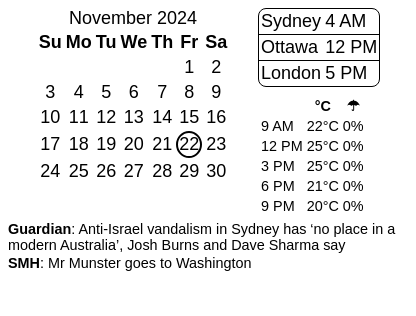 November 2024
Su Mo Tu We Th Fr Sa
1 2
3 4 5 6 7 8 9
10 11 12 13 14 15 16
17 18 19 20 21 22 23
24 25 26 27 28 29 30
Sydney 4 AM
Ottawa 12 PM
London 5 PM
°C ☂
9 AM 22°C 0%
12 PM 25°C 0%
3 PM 25°C 0%
6 PM 21°C 0%
9 PM 20°C 0%
Guardian: Anti-Israel vandalism in Sydney has ‘no place in a
modern Australia’, Josh Burns and Dave Sharma say
SMH: Mr Munster goes to Washington